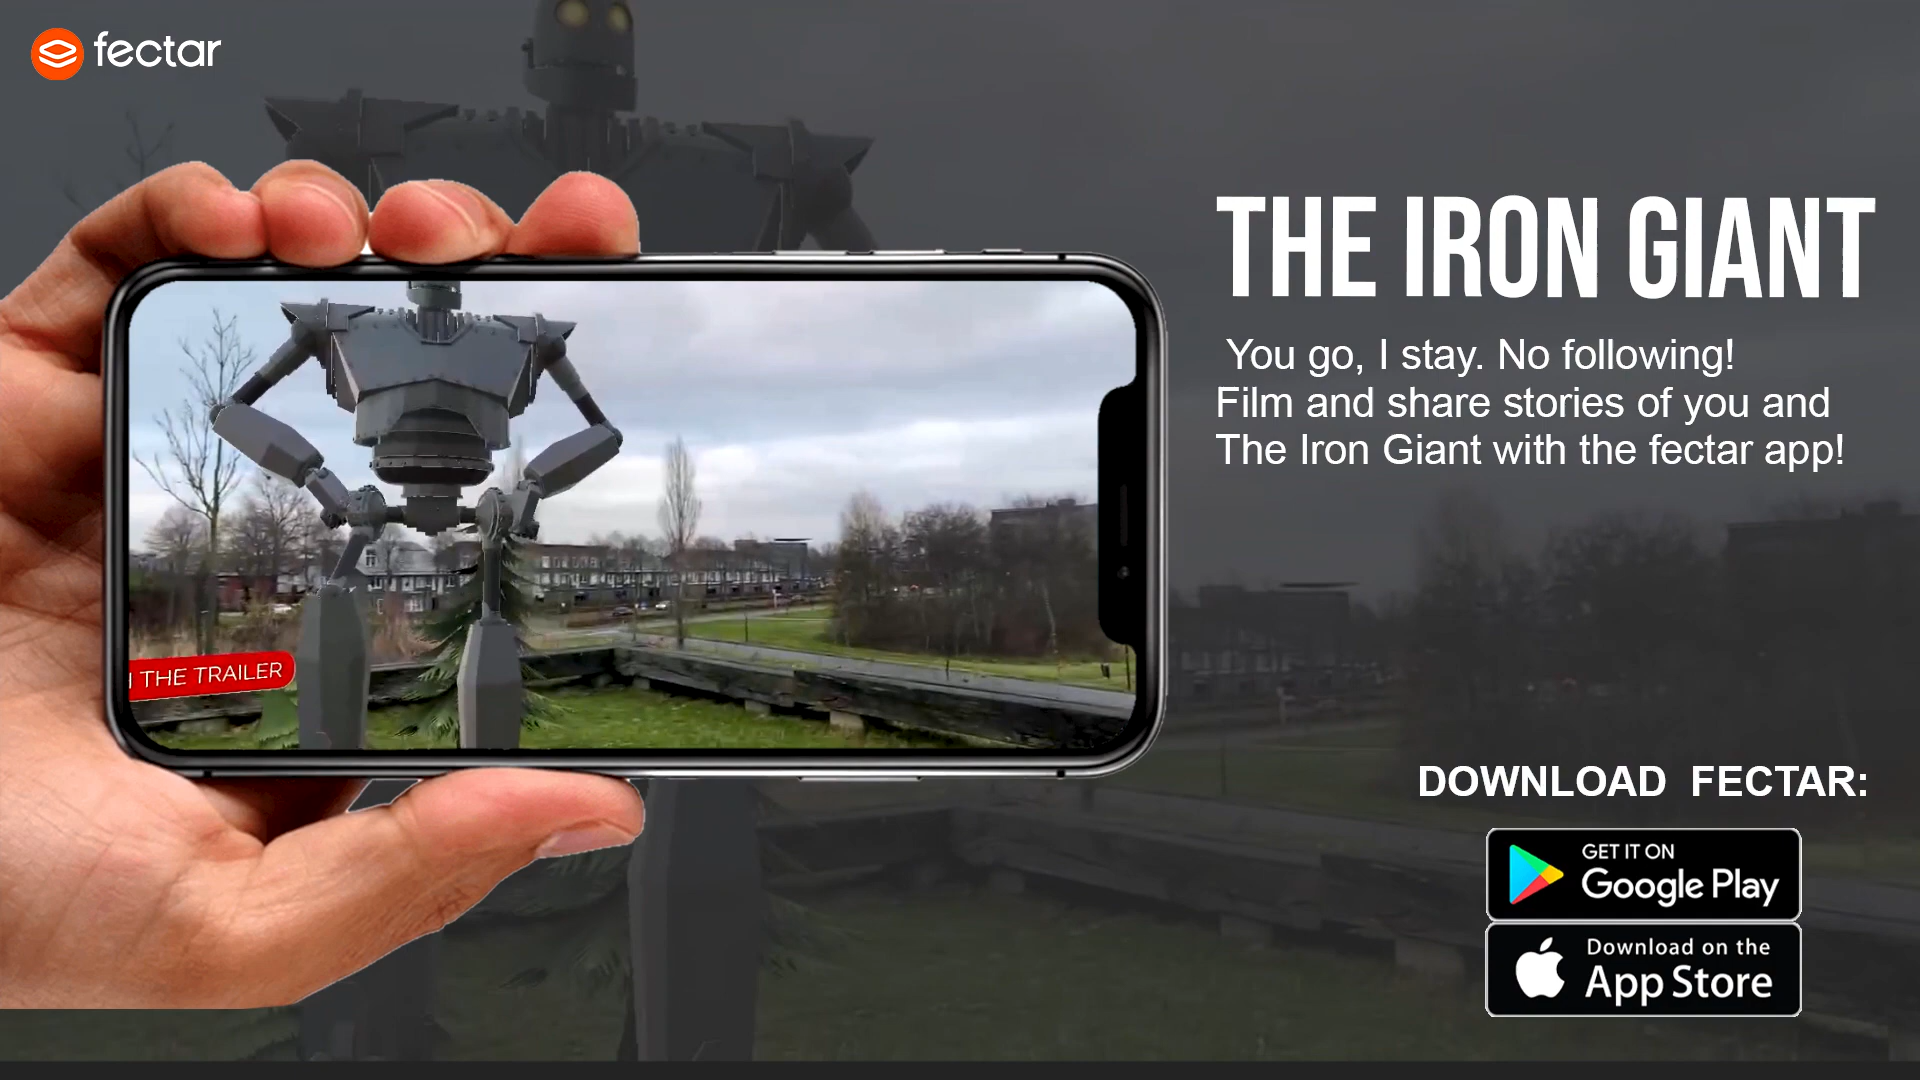 fectar
THE IRON GIANT
You go, I stay. No following!
Film and share stories of you and
The Iron Giant with the fectar app!
THE TRAILER
DOWNLOAD FECTAR:
GET IT ON
Google Play
Download on the
App Store